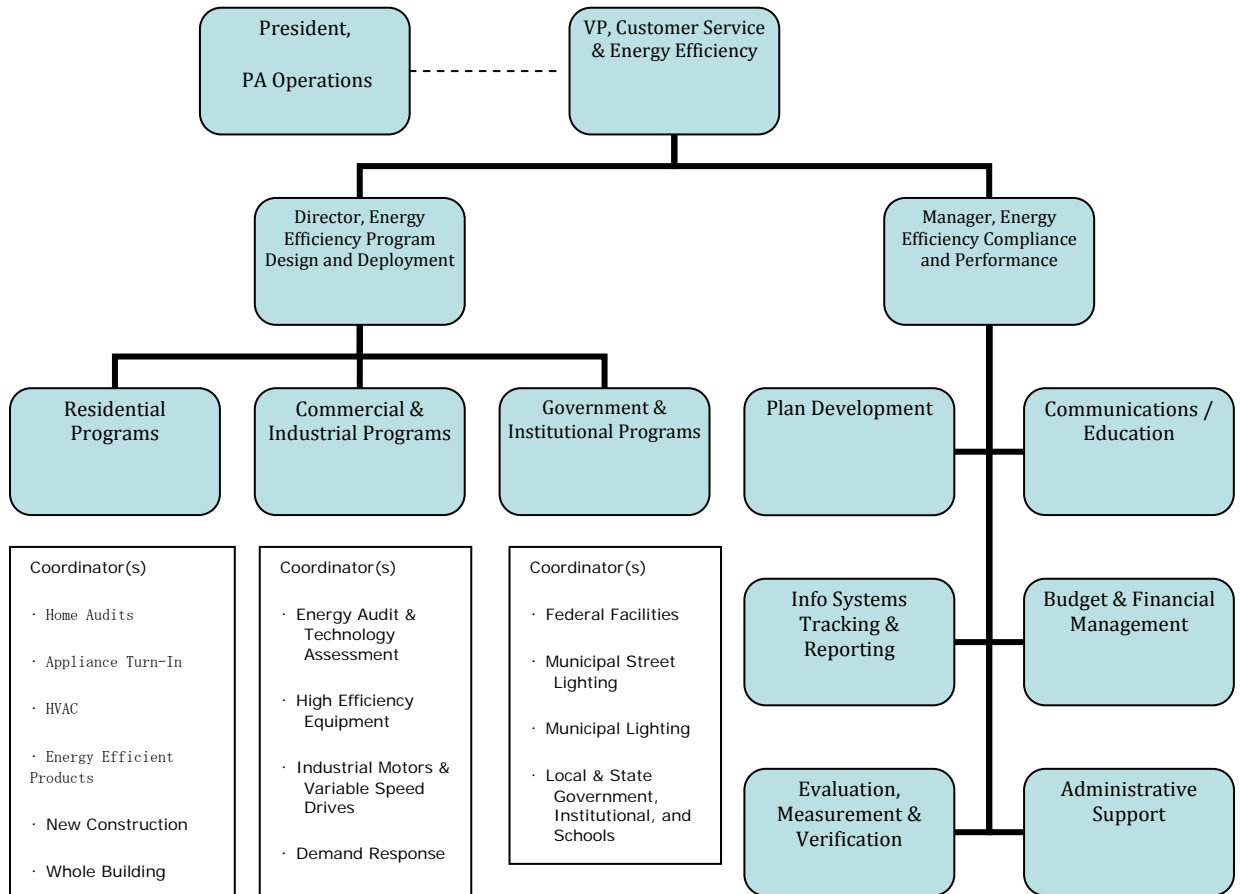 President,
PA Operations
VP, Customer Service
& Energy Efficiency
Director, Energy
Efficiency Program
Design and Deployment
Manager, Energy
Efficiency Compliance
and Performance
Residential
Programs
Commercial &
Industrial Programs
Government &
Institutional Programs
Plan Development
Communications /
Education
Coordinator(s)
· Home Audits
· Appliance Turn-In
· HVAC
· Energy Efficient
Products
· New Construction
· Whole Building
Coordinator(s)
· Energy Audit &
Technology
Assessment
· High Efficiency
Equipment
· Industrial Motors &
Variable Speed
Drives
· Demand Response
Coordinator(s)
· Federal Facilities
· Municipal Street
Lighting
· Municipal Lighting
· Local & State
Government,
Institutional, and
Schools
Info Systems
Tracking &
Reporting
Budget & Financial
Management
Evaluation,
Measurement &
Verification
Administrative
Support